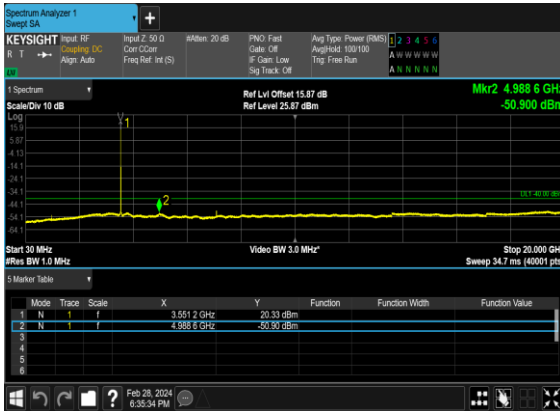 Spectrum Analyzer 1
Swept SA
+
KEYSIGHT Input: RF Input Z: 50 Ω #Atten: 20 dB PNO: Fast Avg Type: Power (RMS) 1 2 3 4 5 6
R T Coupling: DC Corr CCorr Gate: Off Avg|Hold: 100/100 A W W W W W
Align: Auto Freq Ref: Int (S) IF Gain: Low Trig: Free Run
Sig Track: Off A N N N N N
1 Spectrum Ref Lvl Offset 15.87 dB Mkr2 4.988 6 GHz
Scale/Div 10 dB Ref Level 25.87 dBm -50.900 dBm
Log
15.9
5.87
-4.13
-14.1
-24.1
-34.1
-44.1
-54.1
-64.1
1
2
DL1 -40.00 dBm
Start 30 MHz Video BW 3.0 MHz* Stop 20.000 GHz
#Res BW 1.0 MHz Sweep 34.7 ms (40001 pts)
5 Marker Table
Mode Trace Scale X Y Function Function Width Function Value
1 N 1 f 3.551 2 GHz 20.33 dBm
2 N 1 f 4.988 6 GHz -50.90 dBm
3
4
5
6
? Feb 28, 2024
6:35:34 PM